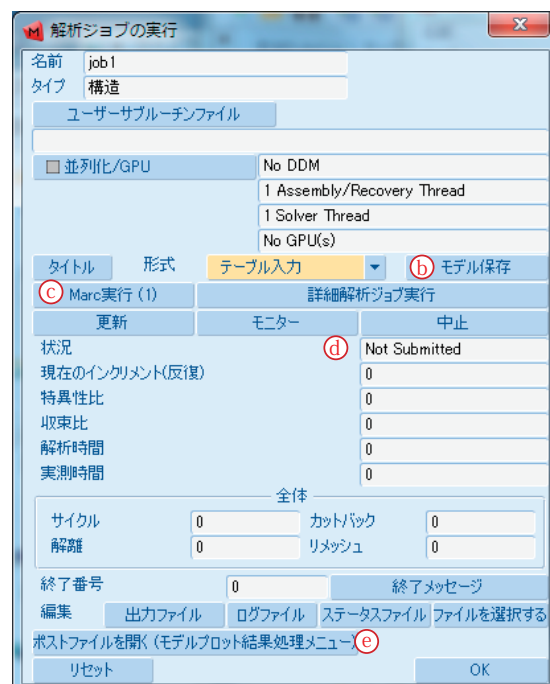 解析ジョブの実行
名前 job1
タイプ 構造
ユーザーサブルーチンファイル
並列化/GPU No DDM
1 Assembly/Recovery Thread
1 Solver Thread
No GPU(s)
タイトル 形式 テーブル入力 ⓑ モデル保存
ⓒ Marc実行 (1) 詳細解析ジョブ実行
更新 モニター 中止
状況 ⓓ Not Submitted
現在のインクリメント(反復) 0
特異性比 0
収束比 0
解析時間 0
実測時間 0
全体
サイクル 0 カットバック 0
解離 0 リメッシュ 0
終了番号 0 終了メッセージ
編集 出力ファイル ログファイル ステータスファイル ファイルを選択する
ポストファイルを開く (モデルプロット結果処理メニュー) ⓔ
リセット OK